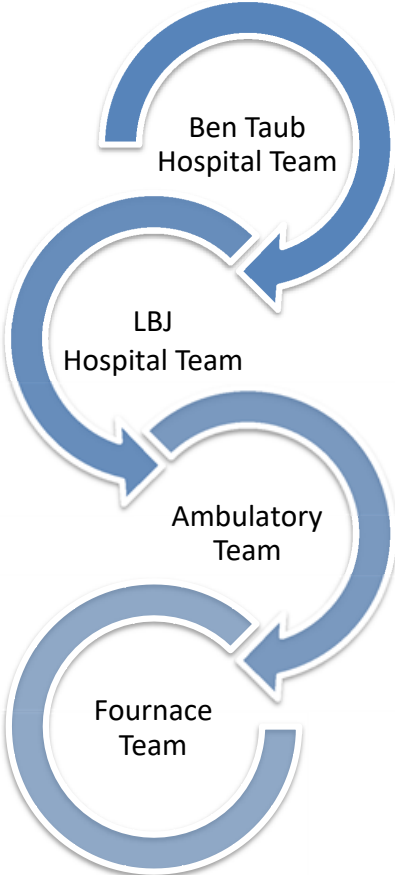 Ben Taub
Hospital Team
LBJ
Hospital Team
Ambulatory
Team
Fournace
Team